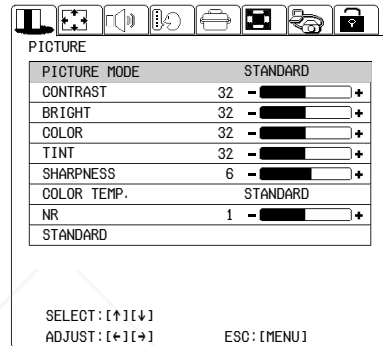 PICTURE
PICTURE MODE STANDARD
CONTRAST 32 - +
BRIGHT 32 - +
COLOR 32 - +
TINT 32 - +
SHARPNESS 6 - +
COLOR TEMP. STANDARD
NR 1 - +
STANDARD
SELECT:[↑][↓]
ADJUST:[←][→] ESC:[MENU]